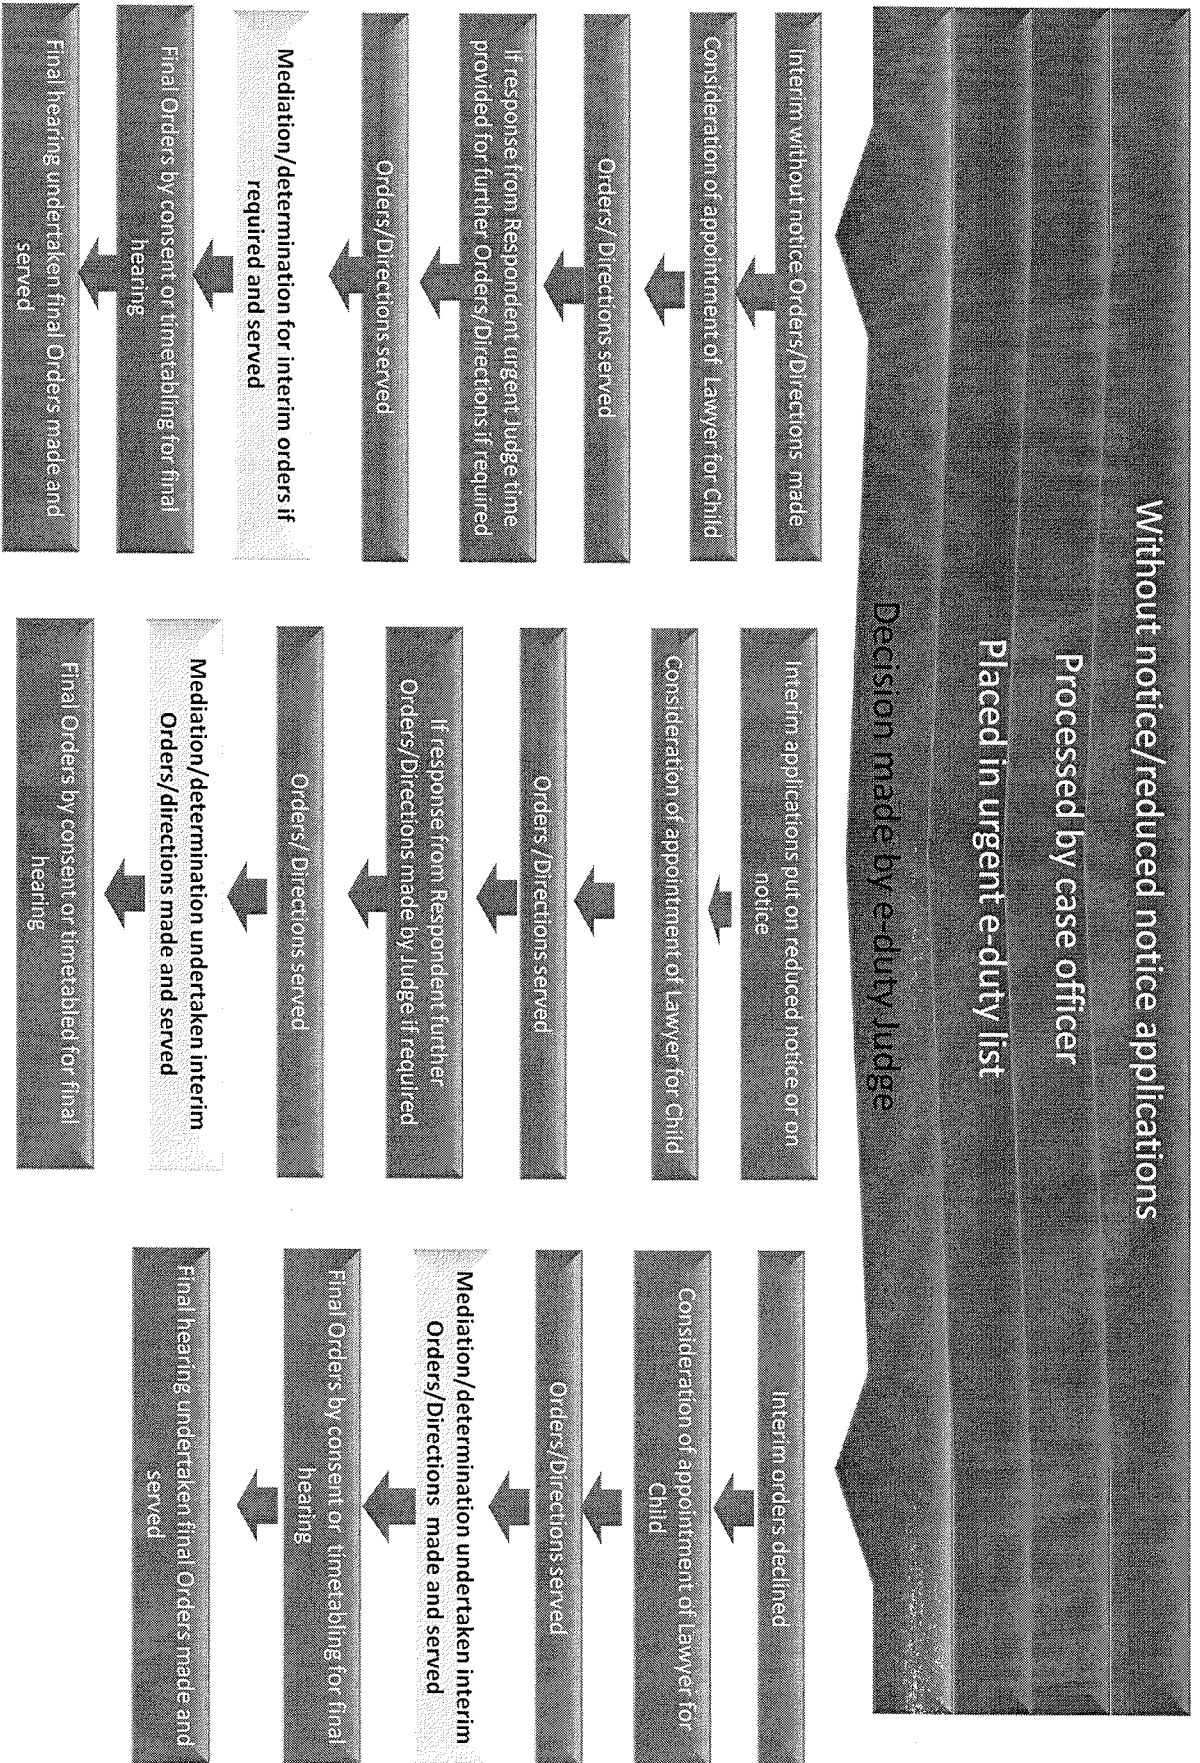 Without notice/reduced notice applications
Processed by case officer
Placed in urgent e-duty list
Decision made by e-duty Judge
Interim without notice Orders/Directions made
Consideration of appointment of Lawyer for Child
Orders/ Directions served
If response from Respondent urgent Judge time
provided for further Orders/Directions if required
Orders/Directions served
Mediation/determination for interim orders if
required and served
Final Orders by consent or timetabling for final
hearing
Final hearing undertaken final Orders made and
served
Interim applications put on reduced notice or on
notice
Consideration of appointment of Lawyer for Child
Orders /Directions served
If response from Respondent further
Orders/Directions made by Judge if required
Orders/ Directions served
Mediation/determination undertaken interim
Orders/directions made and served
Final Orders by consent or timetabled for final
hearing
Interim orders declined
Consideration of appointment of Lawyer for
Child
Orders/Directions served
Mediation/determination undertaken interim
Orders/Directions made and served
Final Orders by consent or timetabling for final
hearing
Final hearing undertaken final Orders made and
served